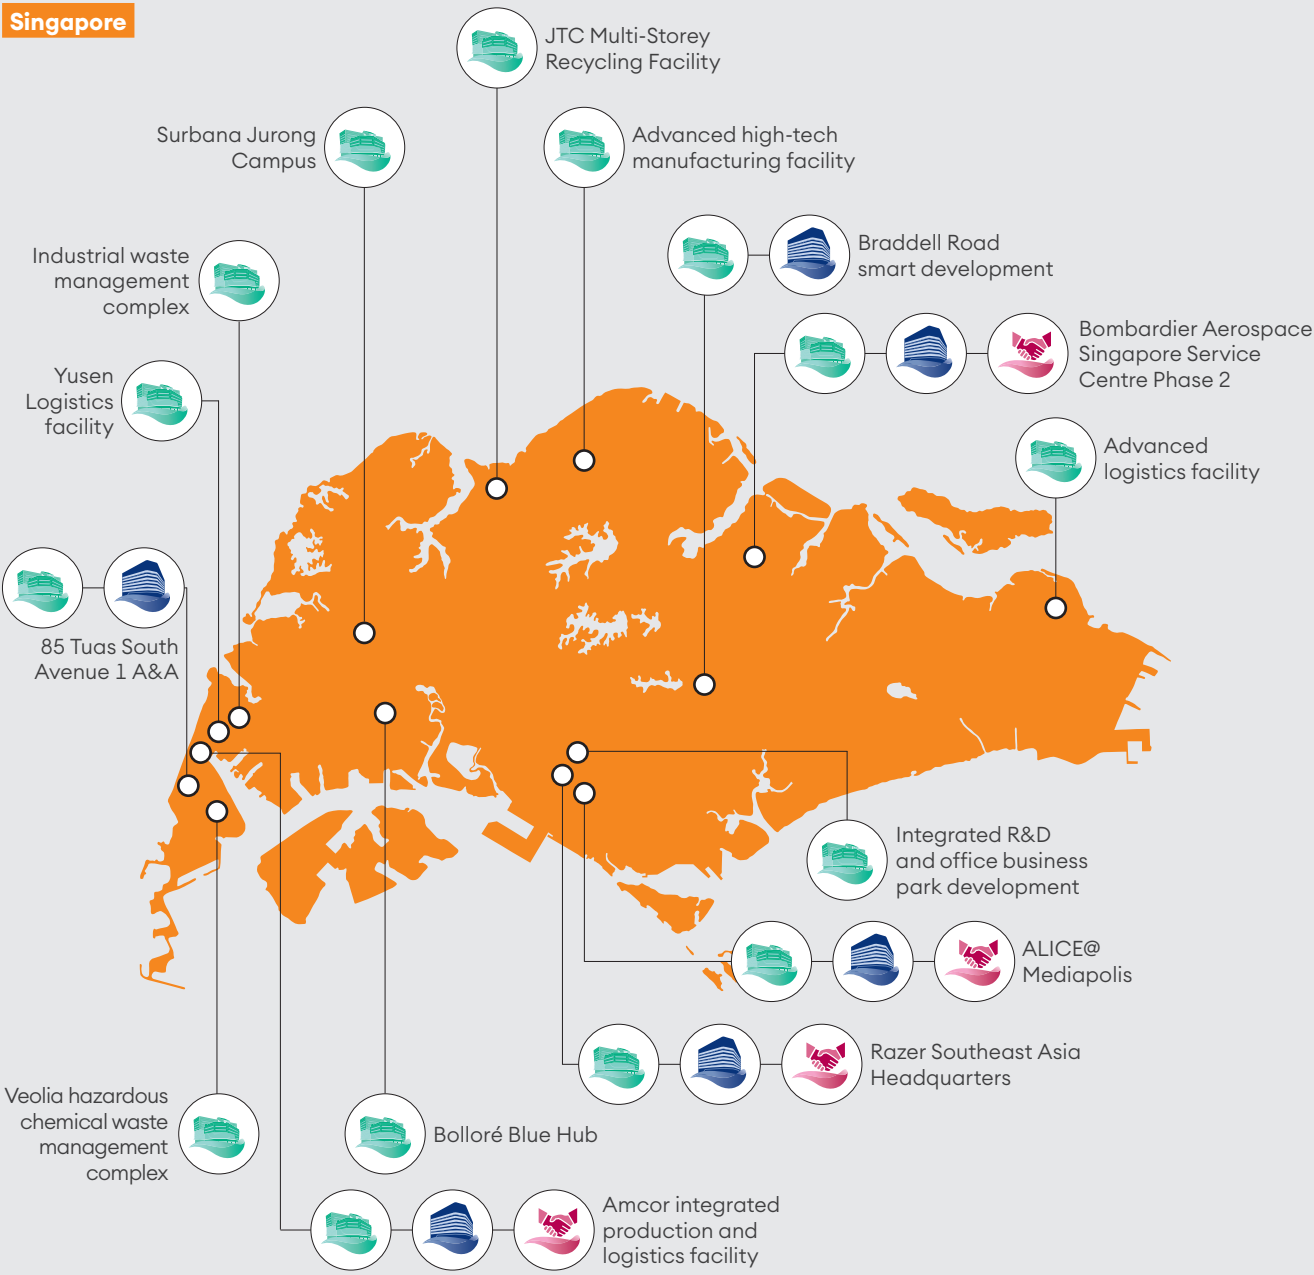 Singapore
JTC Multi-Storey
Recycling Facility
Surbana Jurong
Campus
Advanced high-tech
manufacturing facility
Industrial waste
management
complex
Braddell Road
smart development
Bombardier Aerospace
Singapore Service
Centre Phase 2
Yusen
Logistics
facility
Advanced
logistics facility
85 Tuas South
Avenue 1 A&A
Integrated R&D
and office business
park development
ALICE@
Mediapolis
Razer Southeast Asia
Headquarters
Veolia hazardous
chemical waste
management
complex
Bolloré Blue Hub
Amcor integrated
production and
logistics facility